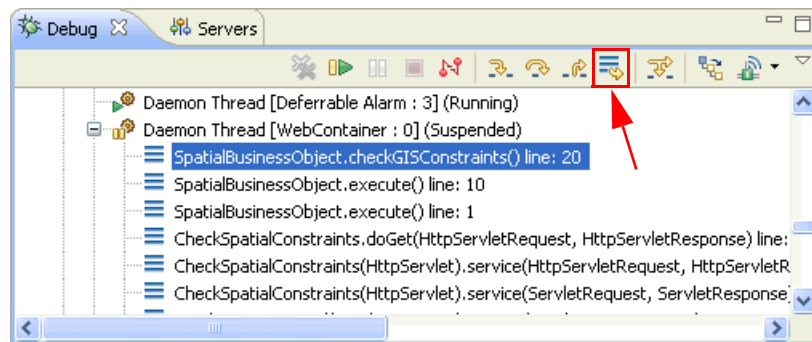 Debug Servers
Daemon Thread [Deferrable Alarm : 3] (Running)
Daemon Thread [WebContainer : 0] (Suspended)
SpatialBusinessObject.checkGISConstraints() line: 20
SpatialBusinessObject.execute() line: 10
SpatialBusinessObject.execute() line: 1
CheckSpatialConstraints.doGet(HttpServletRequest, HttpServletResponse) line:
CheckSpatialConstraints(HttpServlet).service(HttpServletRequest, HttpServletR
CheckSpatialConstraints(HttpServlet).service(ServletRequest, ServletResponse)